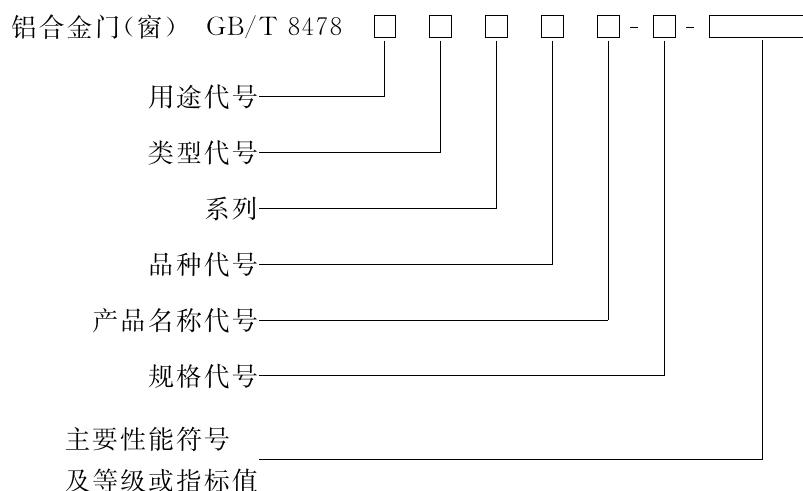 铝合金门(窗) GB/T 8478 □ □ □ □ □ - □ - □
用途代号
类型代号
系列
品种代号
产品名称代号
规格代号
主要性能符号
及等级或指标值